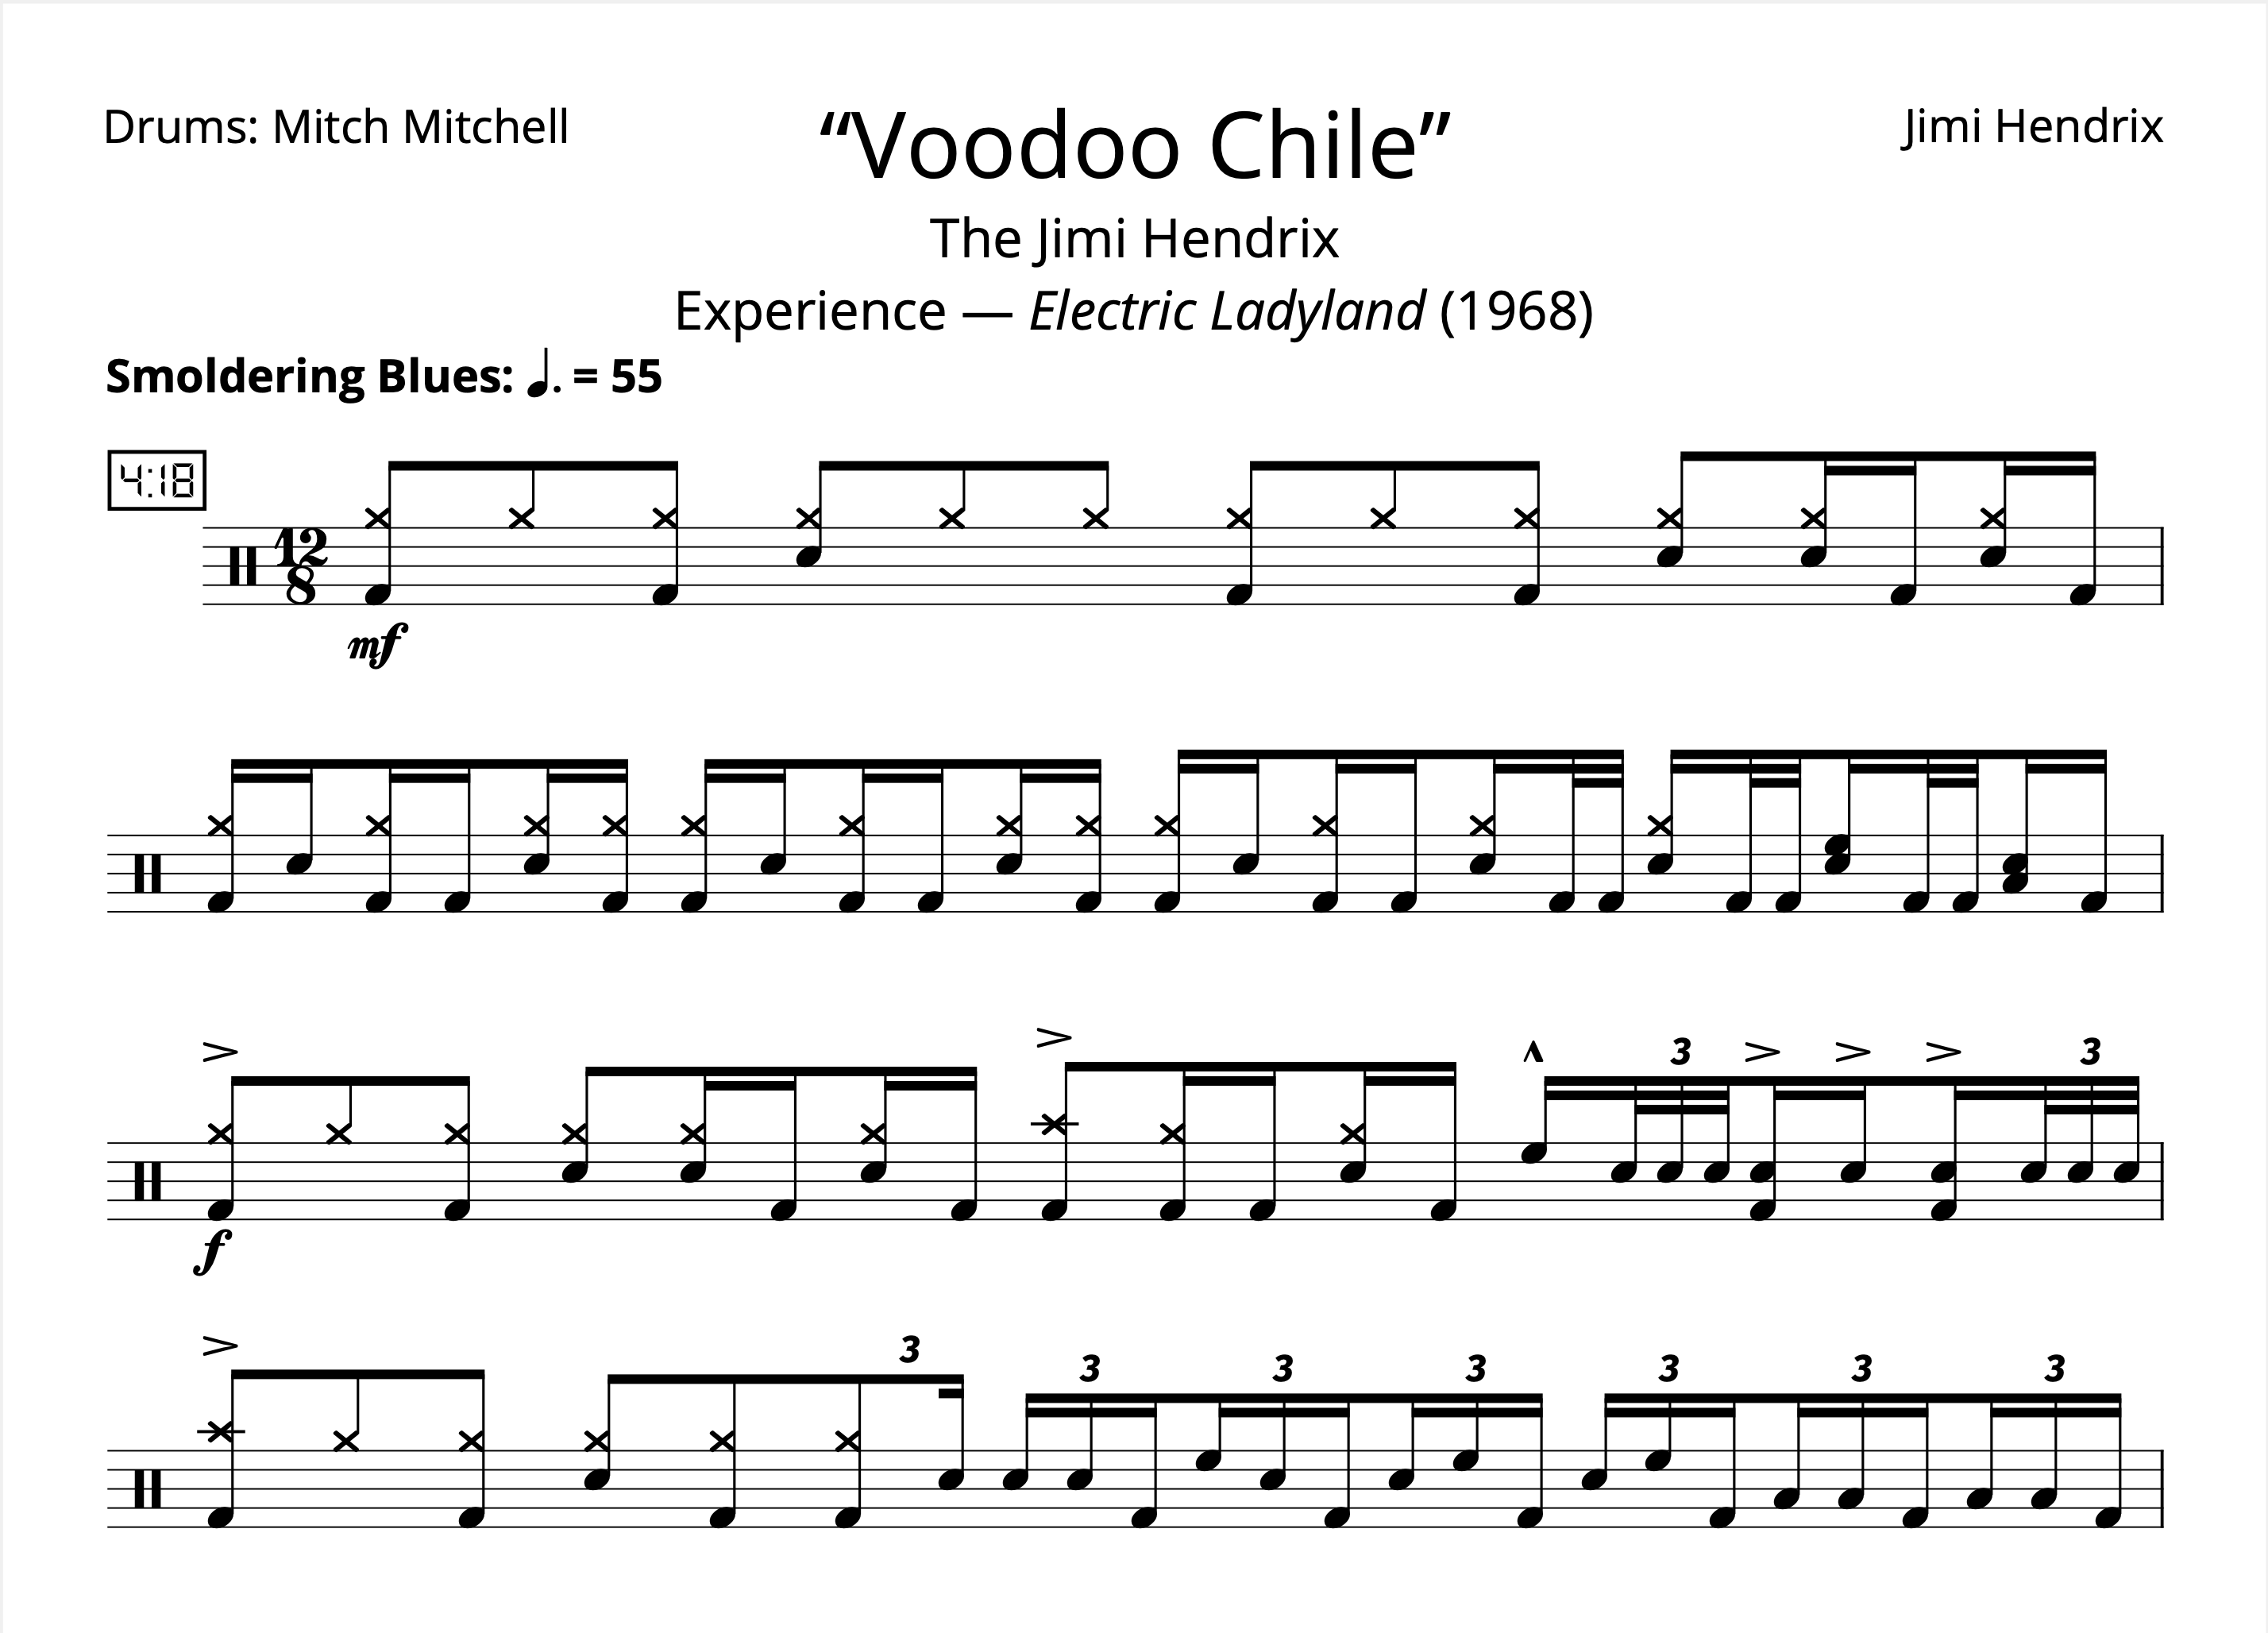 Drums: Mitch Mitchell
“Voodoo Chile”
Jimi Hendrix
The Jimi Hendrix
Experience — Electric Ladyland (1968)
Smoldering Blues: 𝅘𝅥. = 55
4:18
12
8
mf
3 3
f
3
3 3 3 3 3 3